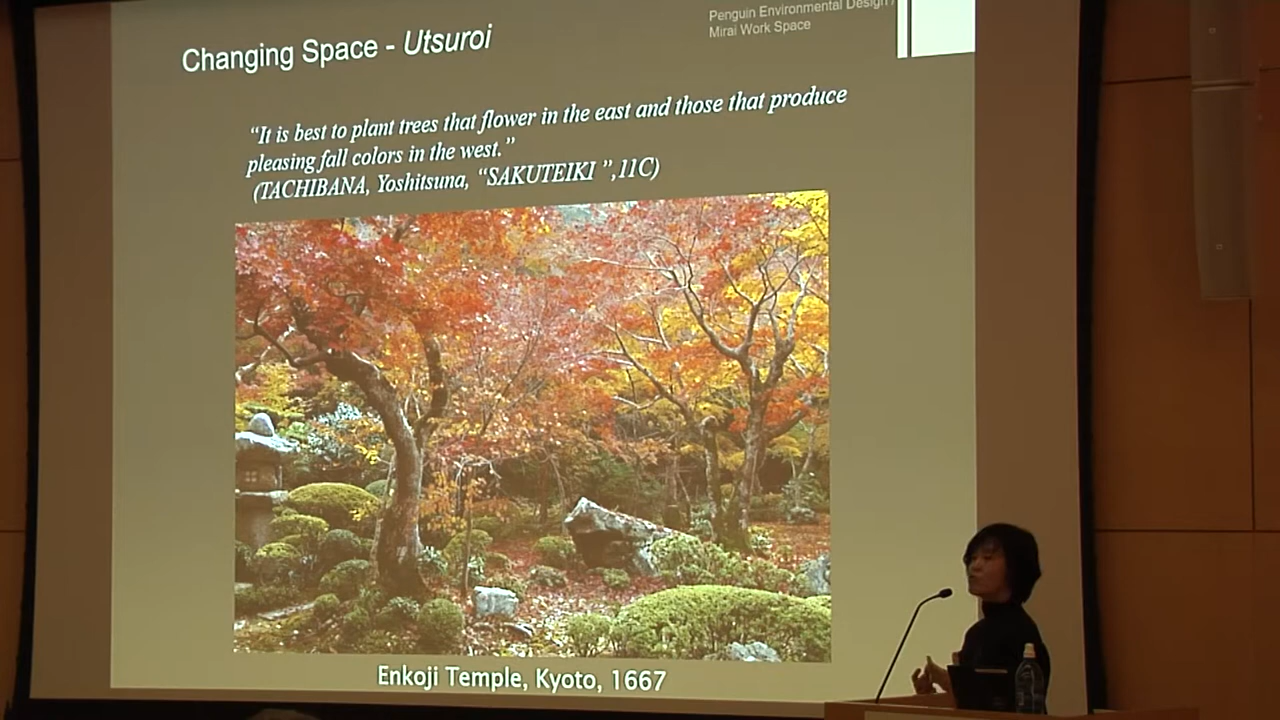 Penguin Environmental Design /
Mirai Work Space
Changing Space - Utsuroi
“It is best to plant trees that flower in the east and those that produce
pleasing fall colors in the west.”
(TACHIBANA, Yoshitsuna, “SAKUTEIKI ”,11C)
Enkoji Temple, Kyoto, 1667